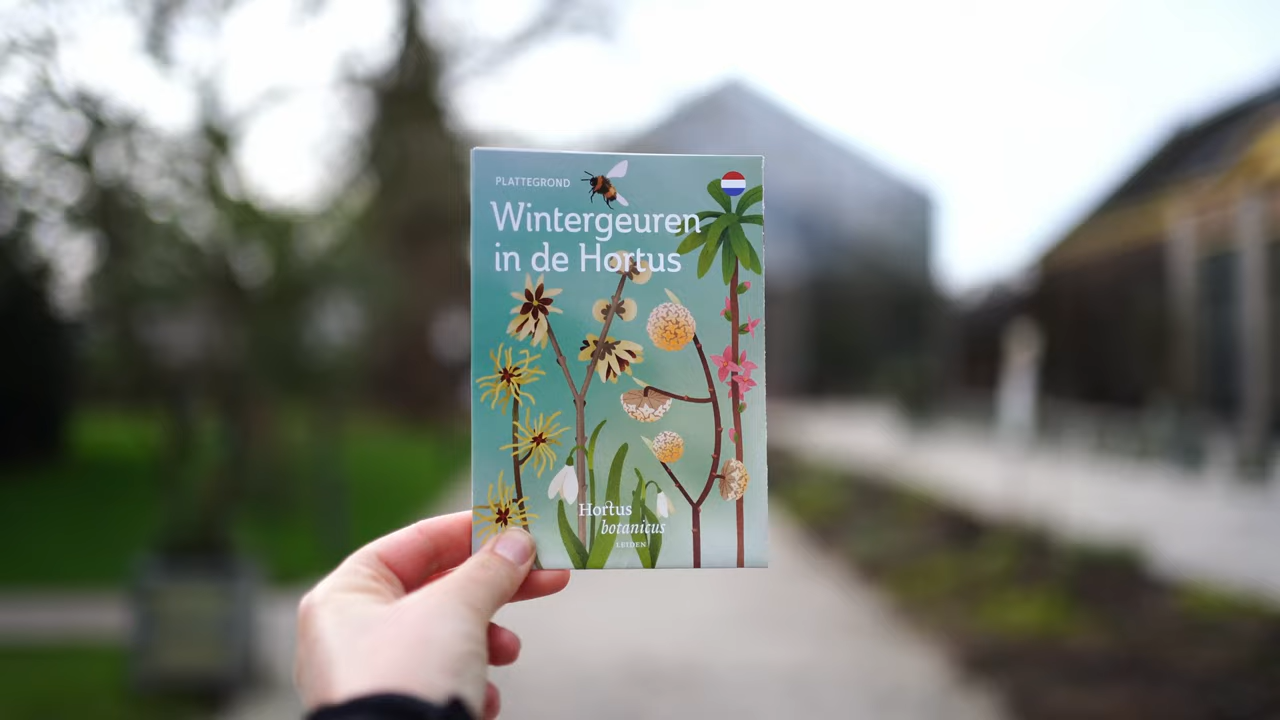 PLATTEGROND
Wintergeuren
in de Hortus
Hortus
botanicus
LEIDEN